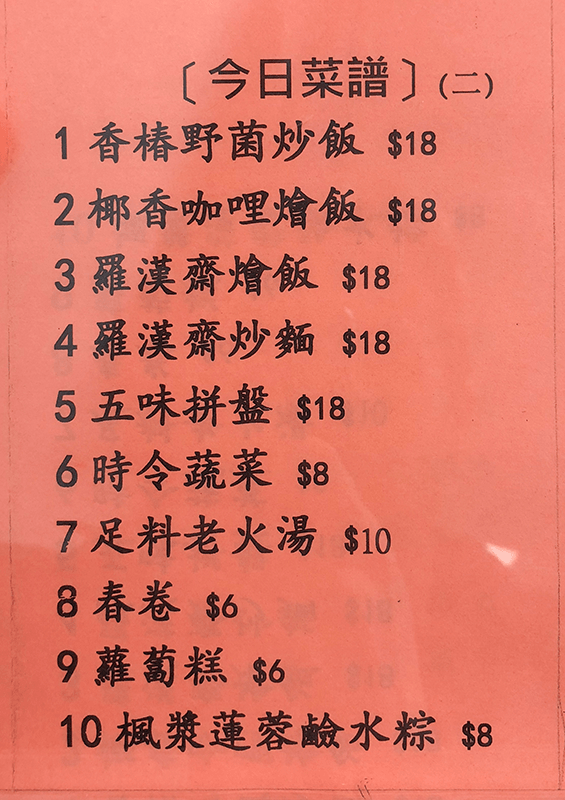 〔今日菜譜〕(二)
1 香椿野菌炒飯 $18
2 椰香咖哩燴飯 $18
3 羅漢齋燴飯 $18
4 羅漢齋炒麵 $18
5 五味拼盤 $18
6 時令蔬菜 $8
7 足料老火湯 $10
8 春卷 $6
9 蘿蔔糕 $6
10 楓漿蓮蓉鹼水粽 $8